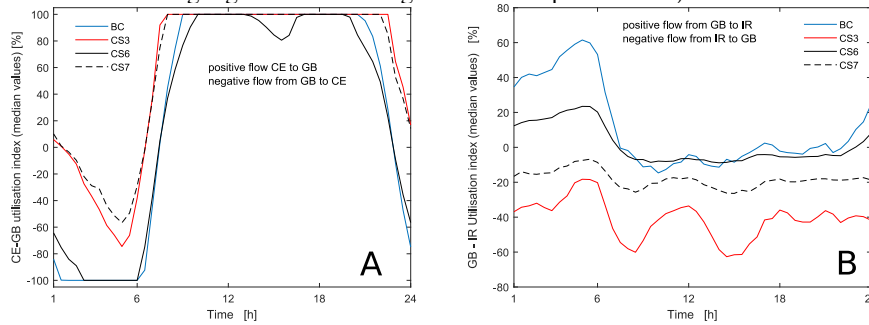 100
80
60
40
20
0
-20
-40
-60
-80
-100
1
6
12
18
24
Time [h]
CE-GB utilisation index (median values) [%]
BC
CS3
CS6
CS7
positive flow CE to GB
negative flow from GB to CE
A
80
60
40
20
0
-20
-40
-60
-80
1
6
12
18
Time [h]
GB - IR Utilisation index (median values) [%]
positive flow from GB to IR
negative flow from IR to GB
BC
CS3
CS6
CS7
B